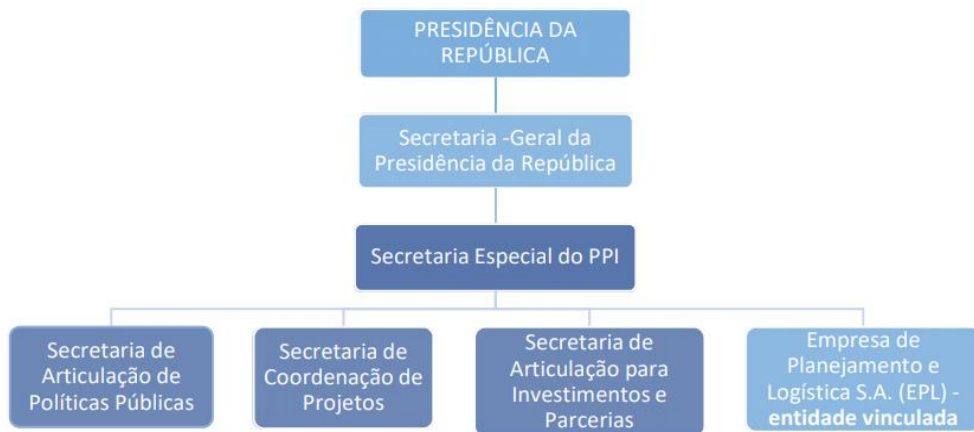 PRESIDÊNCIA DA
REPÚBLICA
Secretaria -Geral da
Presidência da República
Secretaria Especial do PPI
Secretaria de
Articulação de
Políticas Públicas
Secretaria de
Coordenação de
Projetos
Secretaria de
Articulação para
Investimentos e
Parcerias
Empresa de
Planejamento e
Logística S.A. (EPL) -
entidade vinculada